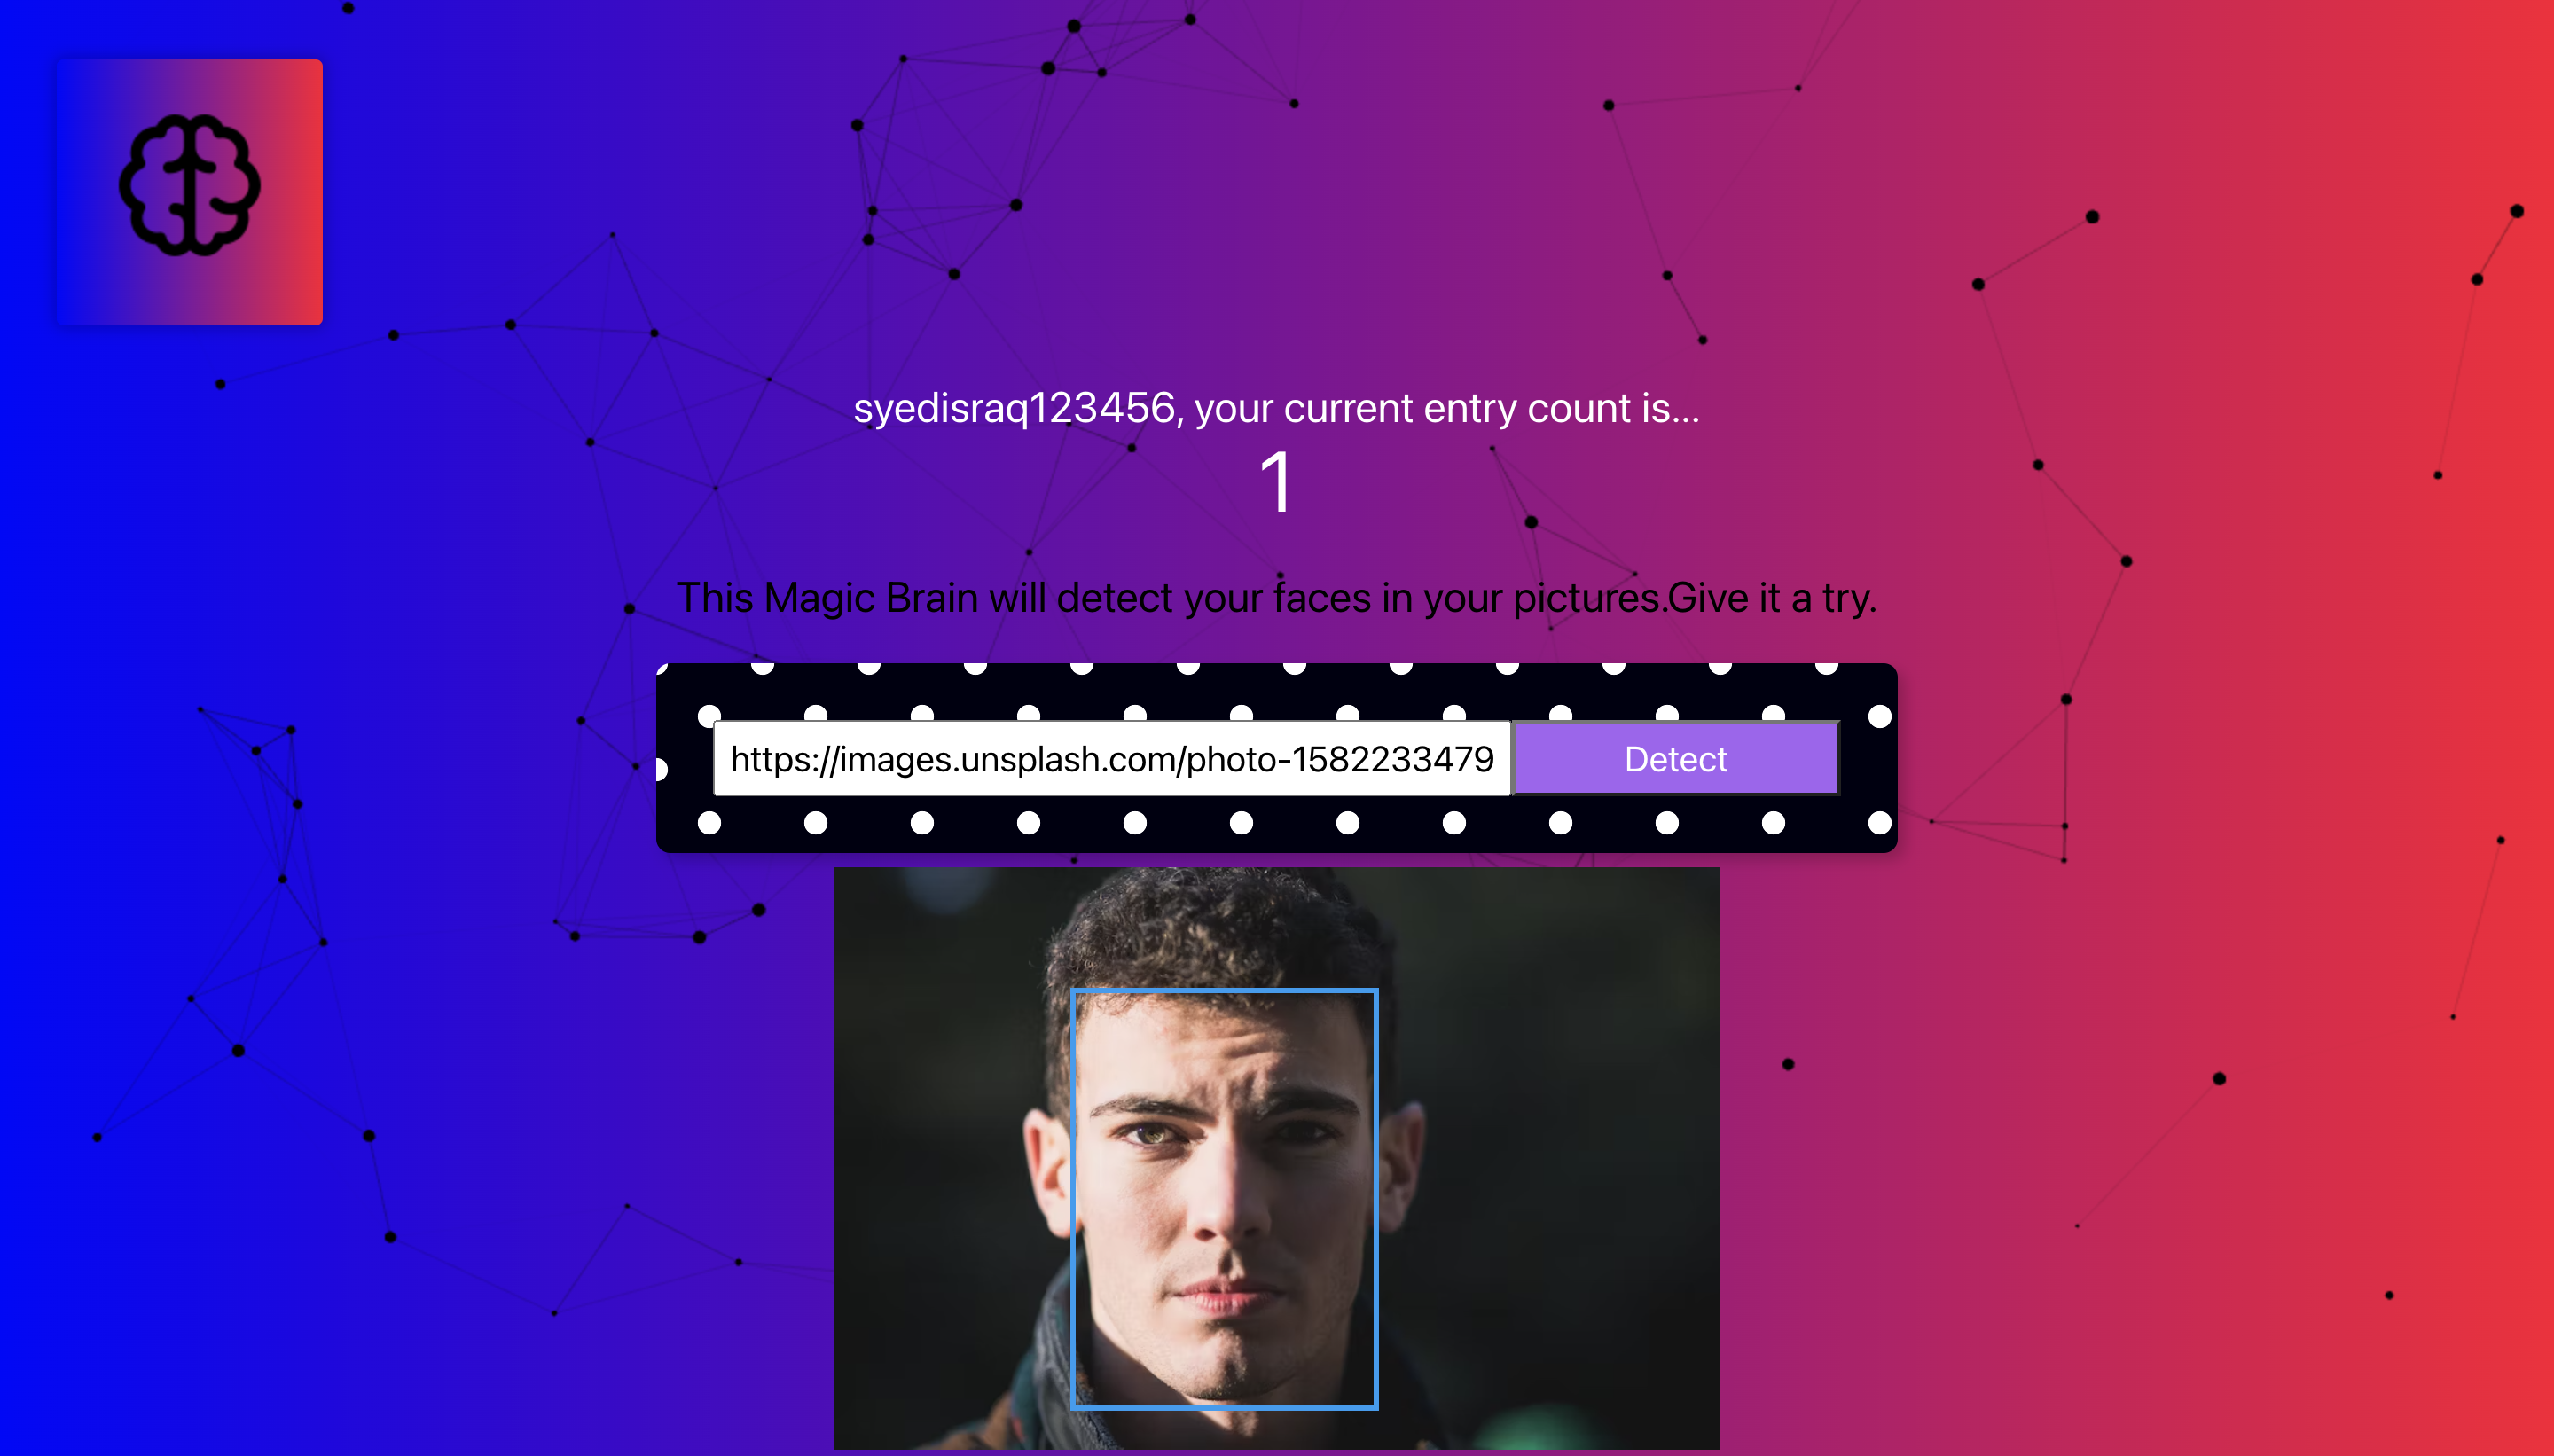 syedisraq123456, your current entry count is...
1
This Magic Brain will detect your faces in your pictures.Give it a try.
https://images.unsplash.com/photo-1582233479 Detect